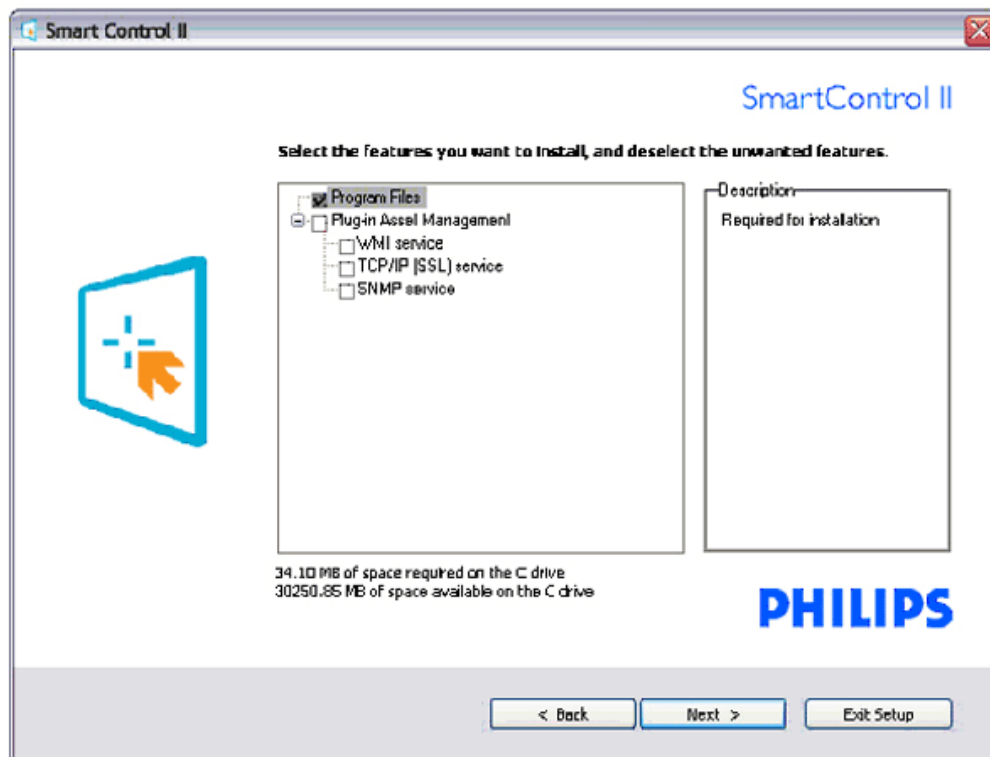 Smart Control II
SmartControl II
Select the features you want to install, and deselect the unwanted features.
Program Files
Plug-in Asset Management
WMI service
TCP/IP (SSL) service
SNMP service
Description
Required for installation
34.10 MB of space required on the C drive
30250.85 MB of space available on the C drive
PHILIPS
< Back
Next >
Exit Setup